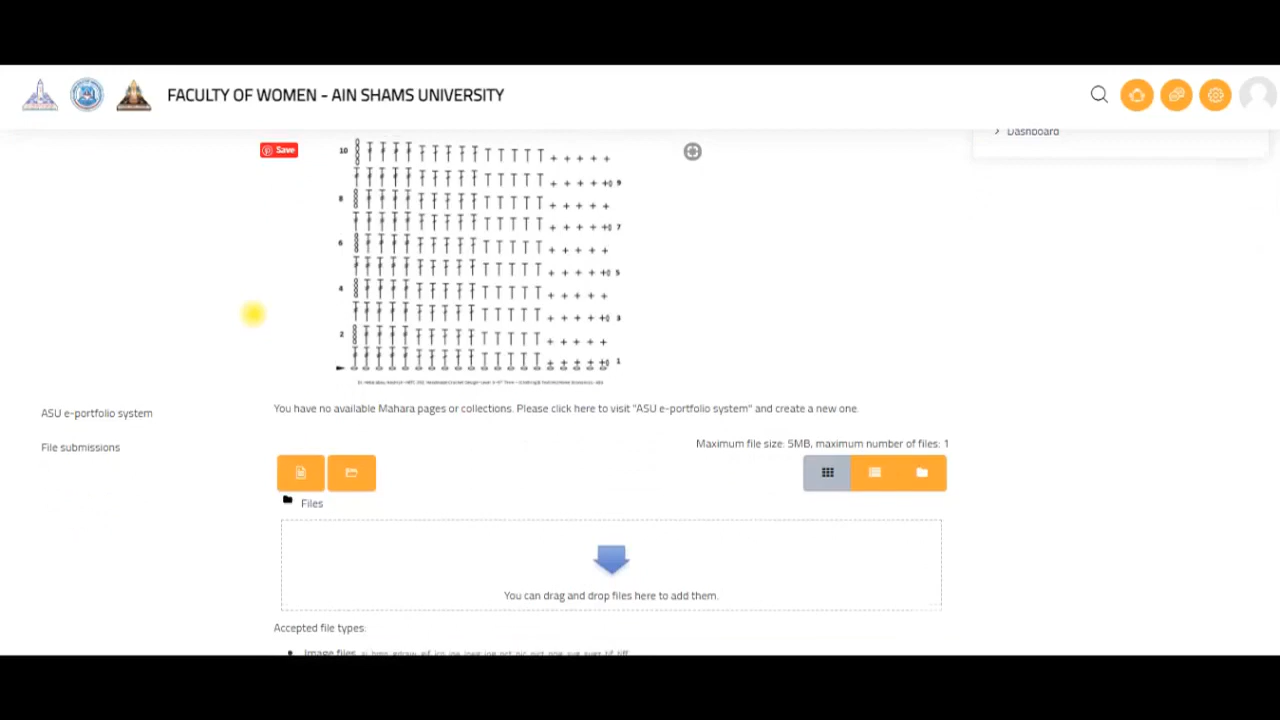 FACULTY OF WOMEN - AIN SHAMS UNIVERSITY
Dashboard
Save
10
9
8
7
6
5
4
3
2
1
ASU e-portfolio system
You have no available Mahara pages or collections. Please click here to visit "ASU e-portfolio system" and create a new one.
File submissions
Maximum file size: 5MB, maximum number of files: 1
Files
You can drag and drop files here to add them.
Accepted file types:
Image files